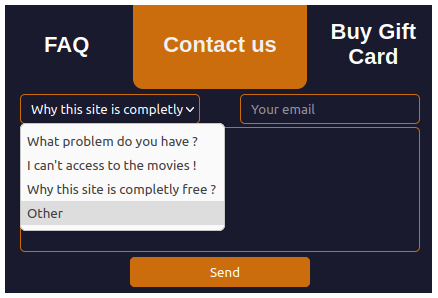 FAQ
Contact us
Buy Gift
Card
Why this site is completly
Your email
What problem do you have ?
I can't access to the movies !
Why this site is completly free ?
Other
Send